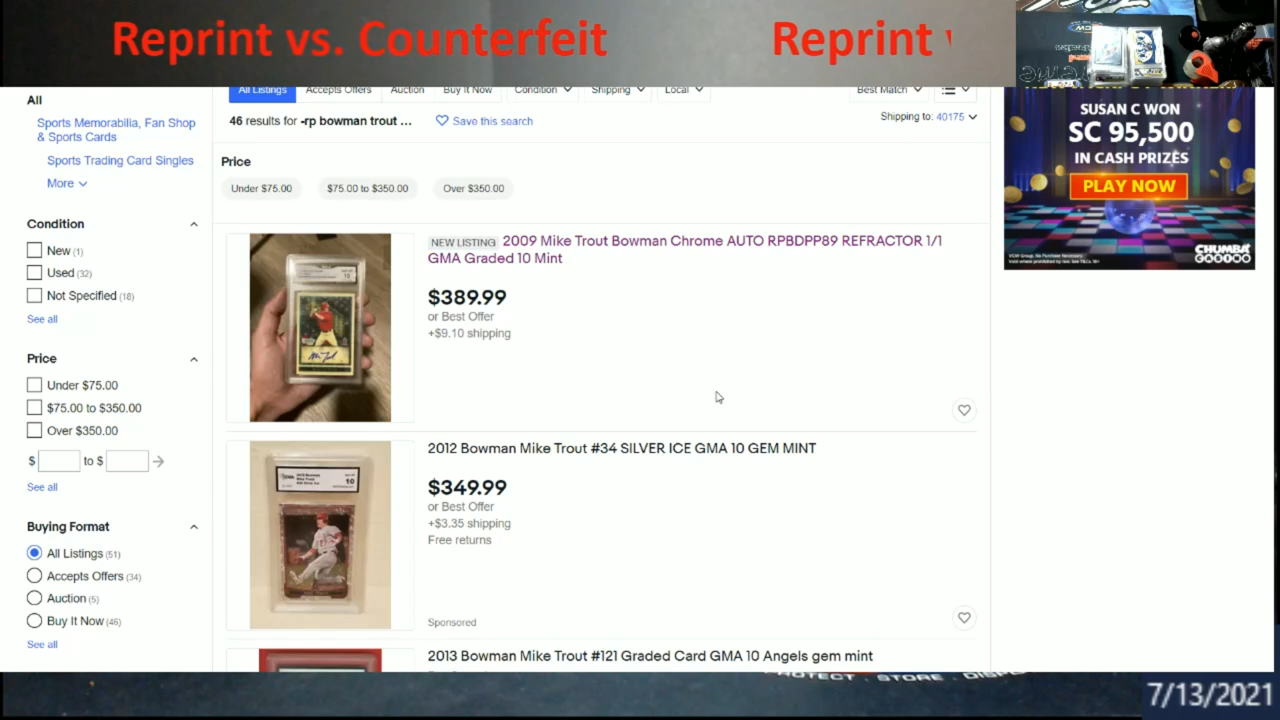 Reprint vs. Counterfeit
Reprint
All Listings
Accepts Offers
Auction
Buy It Now
Condition
Shipping
Local
Best Match
46 results for -rp bowman trout ...
Save this search
Shipping to: 40175
All
Sports Memorabilia, Fan Shop
& Sports Cards
Sports Trading Card Singles
More
Condition
New (1)
Used (32)
Not Specified (18)
See all
Price
Under $75.00
$75.00 to $350.00
Over $350.00
$ to $
See all
Buying Format
All Listings (51)
Accepts Offers (34)
Auction (5)
Buy It Now (46)
See all
Price
Under $75.00
$75.00 to $350.00
Over $350.00
NEW LISTING 2009 Mike Trout Bowman Chrome AUTO RPBDPP89 REFRACTOR 1/1
GMA Graded 10 Mint
$389.99
or Best Offer
+$9.10 shipping
2012 Bowman Mike Trout #34 SILVER ICE GMA 10 GEM MINT
$349.99
or Best Offer
+$3.35 shipping
Free returns
Sponsored
10
2013 Bowman Mike Trout #121 Graded Card GMA 10 Angels gem mint
SUSAN C WON
SC 95,500
IN CASH PRIZES
PLAY NOW
CHUMBA
CASINO
STORE
7/13/2021